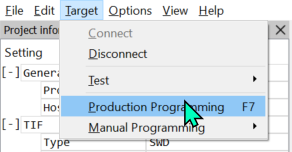 File Edit Target Options View Help
Project infor
Connect
Setting
Disconnect
[-]Genera
Test
Pro
Production Programming F7
Hos
Manual Programming
[-]TIF
Type SWD